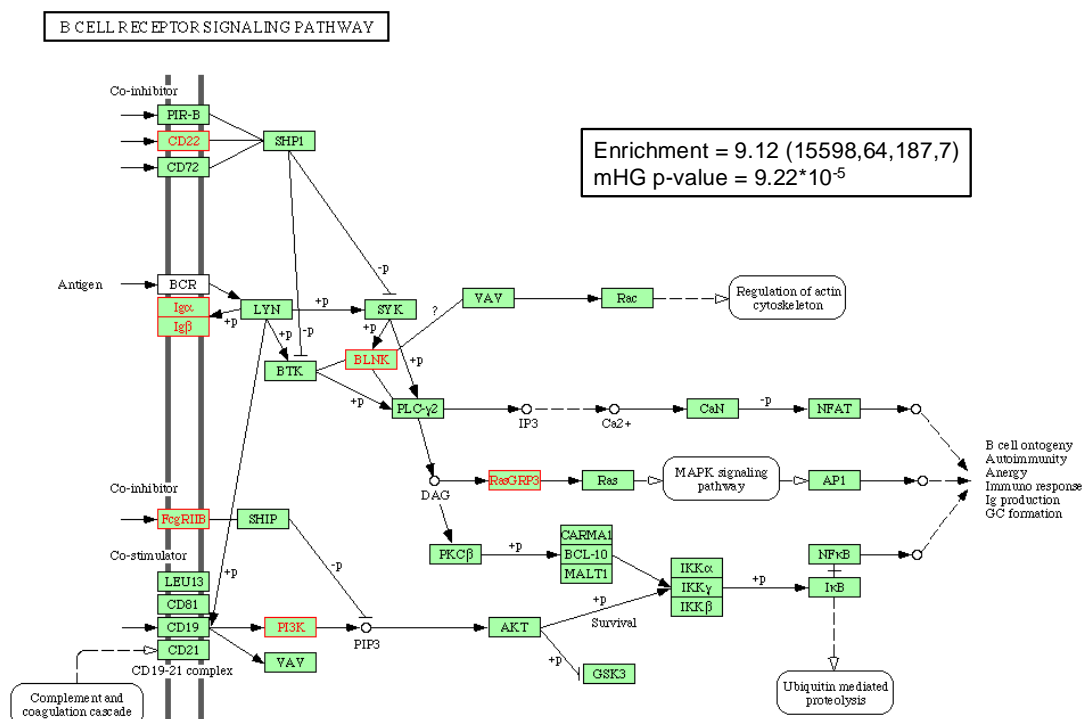 B CELL RECEPTOR SIGNALING PATHWAY
Co-inhibitor
PIR-B
CD22
SHP1
CD72
Enrichment = 9.12 (15598,64,187,7)
mHG p-value = 9.22*10-5
-p
Antigen
BCR
Igα
Igβ
+p
LYN
+p
SYK
?
VAV
Rac
Regulation of actin
cytoskeleton
+p
-p
+p
BLNK
+p
BTK
+p
PLC-γ2
IP3
Ca2+
CaN
-p
NFAT
DAG
RasGRP3
Ras
MAPK signaling
pathway
AP1
B cell ontogeny
Autoimmunity
Anergy
Immuno response
Ig production
GC formation
Co-inhibitor
FcgRIIB
SHIP
-p
PKCβ
+p
CARMA1
BCL-10
MALT1
IKKα
IKKγ
IKKβ
+p
NFκB
IκB
Co-stimulator
+p
LEU13
CD81
CD19
CD21
CD19-21 complex
PI3K
PIP3
VAV
AKT
+p
Survival
+p
GSK3
Complement and
coagulation cascade
Ubiquitin mediated
proteolysis